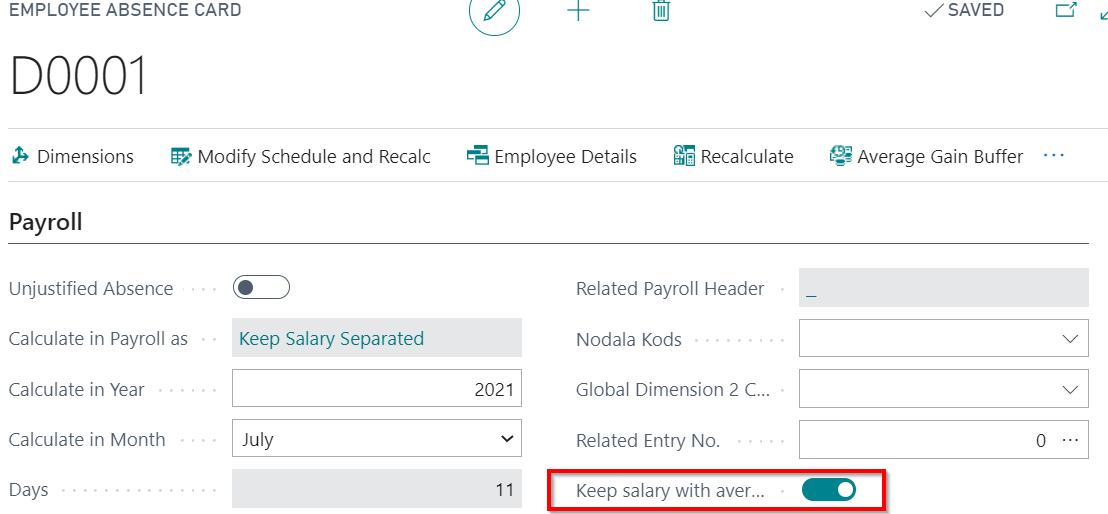 EMPLOYEE ABSENCE CARD
SAVED
D0001
Dimensions
Modify Schedule and Recalc
Employee Details
Recalculate
Average Gain Buffer
Payroll
Unjustified Absence
Calculate in Payroll as
Keep Salary Separated
Calculate in Year
2021
Calculate in Month
July
Days
11
Related Payroll Header
_
Nodala Kods
Global Dimension 2 C...
Related Entry No.
0
Keep salary with aver...